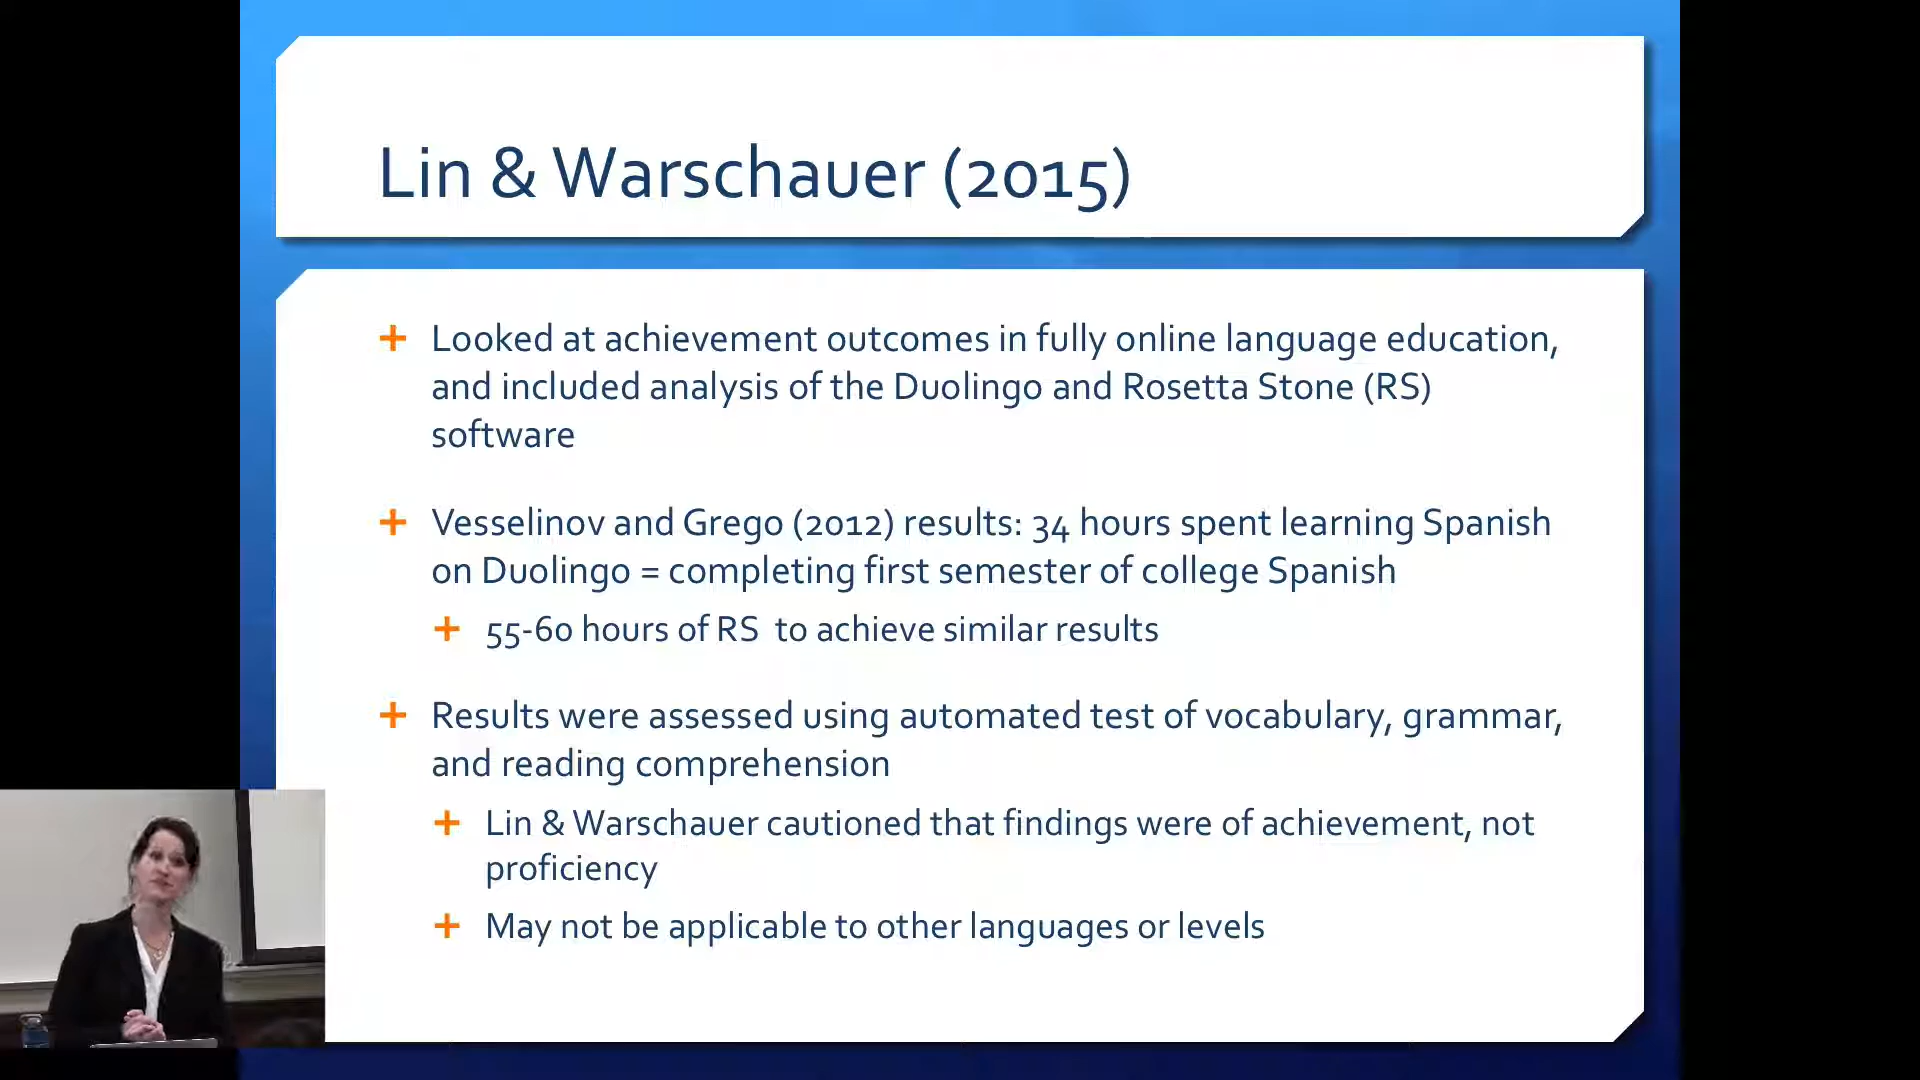 Lin & Warschauer (2015)
Looked at achievement outcomes in fully online language education,
and included analysis of the Duolingo and Rosetta Stone (RS)
software
Vesselinov and Grego (2012) results: 34 hours spent learning Spanish
on Duolingo = completing first semester of college Spanish
55-60 hours of RS to achieve similar results
Results were assessed using automated test of vocabulary, grammar,
and reading comprehension
Lin & Warschauer cautioned that findings were of achievement, not
proficiency
May not be applicable to other languages or levels